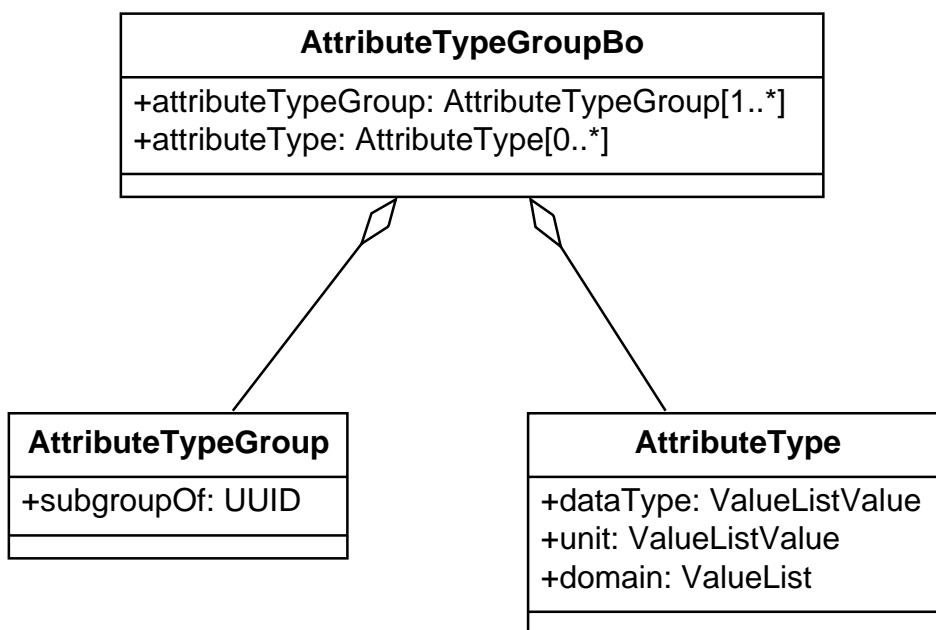 AttributeTypeGroupBo
+attributeTypeGroup: AttributeTypeGroup[1..*]
+attributeType: AttributeType[0..*]
AttributeTypeGroup
+subgroupOf: UUID
AttributeType
+dataType: ValueListValue
+unit: ValueListValue
+domain: ValueList